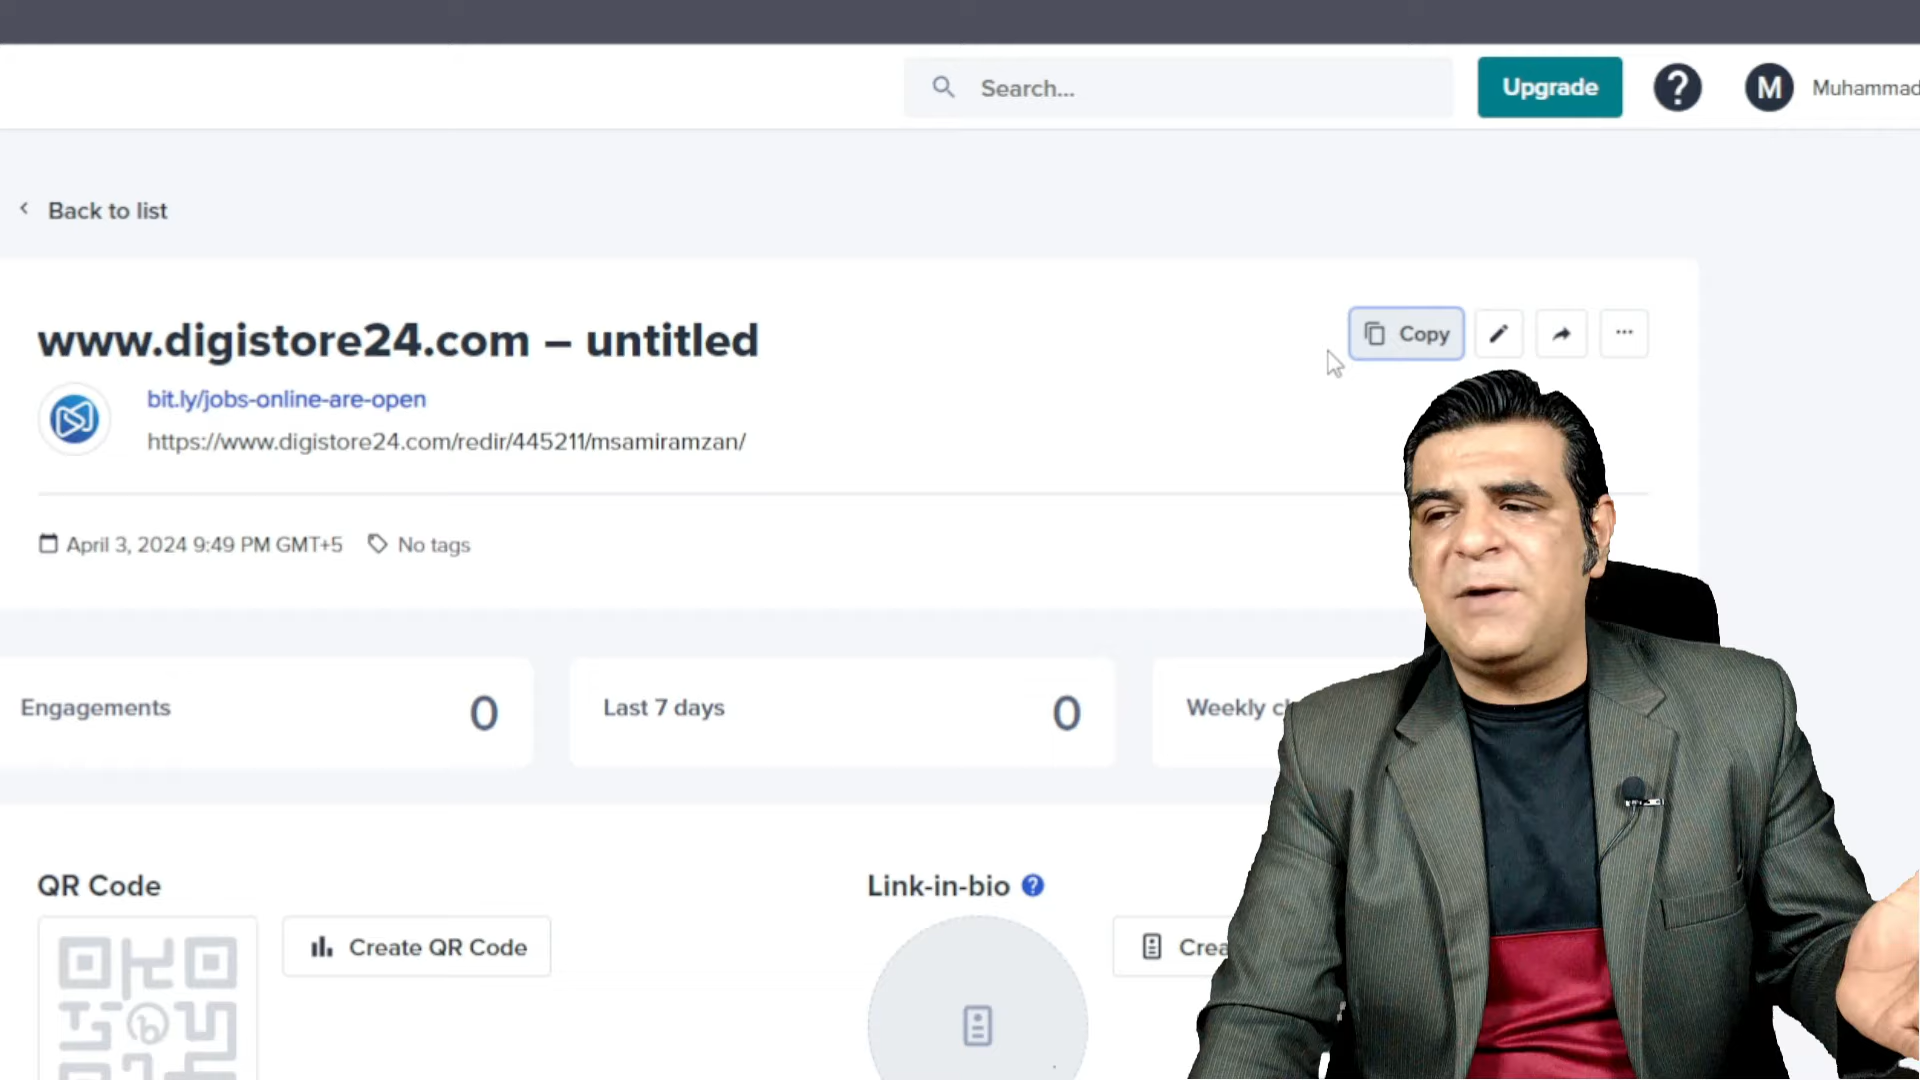 Search...
Upgrade
?
M
Muhammad
Back to list
www.digistore24.com – untitled
Copy
bit.ly/jobs-online-are-open
https://www.digistore24.com/redir/445211/msamiramzan/
April 3, 2024 9:49 PM GMT+5
No tags
Engagements
0
Last 7 days
0
Weekly
QR Code
Link-in-bio ?
Create QR Code